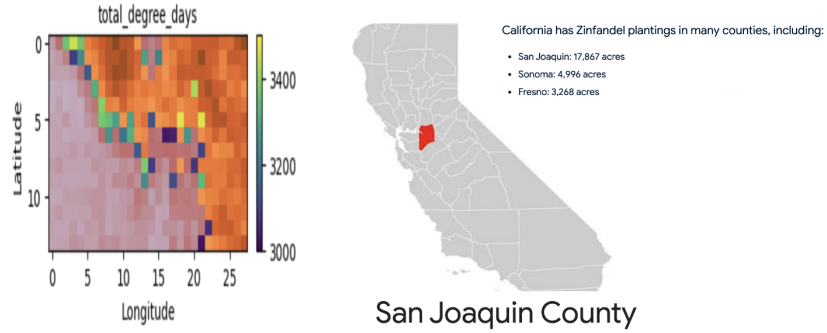 total_degree_days
0
5
10
Latitude
0 5 10 15 20 25
Longitude
3400
3200
3000
California has Zinfandel plantings in many counties, including:
• San Joaquin: 17,867 acres
• Sonoma: 4,996 acres
• Fresno: 3,268 acres
San Joaquin County